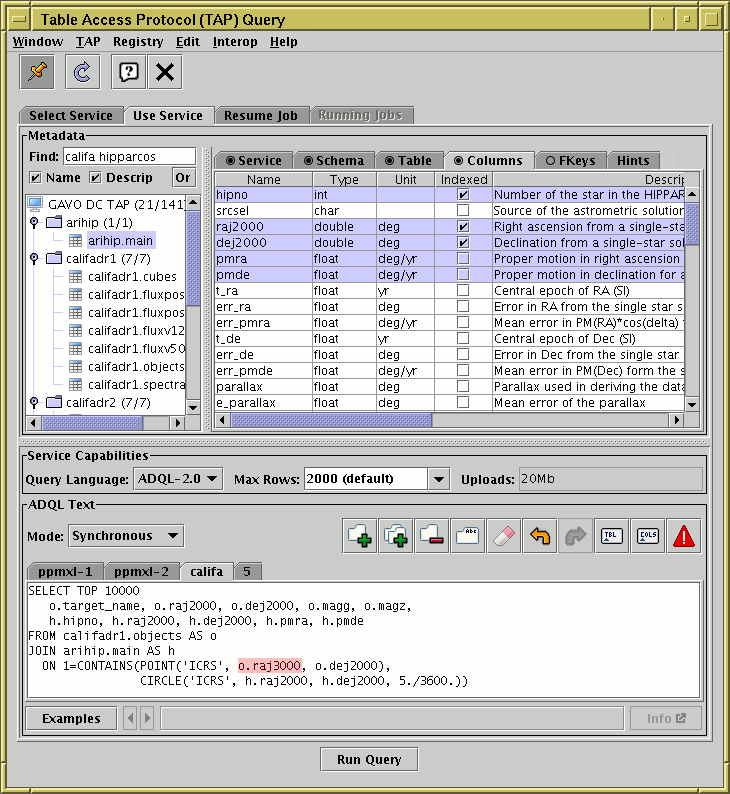 Table Access Protocol (TAP) Query
Window TAP Registry Edit Interop Help
Select Service Use Service Resume Job Running Jobs
Metadata
Find: califa hipparcos
Name Descrip Or
GAVO DC TAP (21/141)
arihip (1/1)
arihip.main
califadr1 (7/7)
califadr1.cubes
califadr1.fluxpos
califadr1.fluxpos
califadr1.fluxv12
califadr1.fluxv50
califadr1.objects
califadr1.spectra
califadr2 (7/7)
Service Schema Table Columns FKeys Hints
Name Type Unit Indexed Descrip
hipno int Number of the star in the HIPPAR
srcsel char Source of the astrometric solution
raj2000 double deg Right ascension from a single-sta
dej2000 double deg Declination from a single-star sol
pmra float deg/yr Proper motion in right ascension
pmde float deg/yr Proper motion in declination for a
t_ra float yr Central epoch of RA (SI)
err_ra float deg Error in RA from the single star s
err_pmra float deg/yr Mean error in PM(RA)*cos(delta)
t_de float yr Central epoch of Dec (SI)
err_de float deg Error in Dec from the single star
err_pmde float deg/yr Mean error in PM(Dec) form the s
parallax float deg Parallax used in deriving the data
e_parallax float deg Mean error of the parallax
Service Capabilities
Query Language: ADQL-2.0 Max Rows: 2000 (default) Uploads: 20Mb
ADQL Text
Mode: Synchronous Abc TBL COLS
ppmxl-1 ppmxl-2 califa 5
SELECT TOP 10000
o.target_name, o.raj2000, o.dej2000, o.magg, o.magz,
h.hipno, h.raj2000, h.dej2000, h.pmra, h.pmde
FROM califadr1.objects AS o
JOIN arihip.main AS h
ON 1=CONTAINS(POINT('ICRS', o.raj3000, o.dej2000),
CIRCLE('ICRS', h.raj2000, h.dej2000, 5./3600.))
Examples Info
Run Query